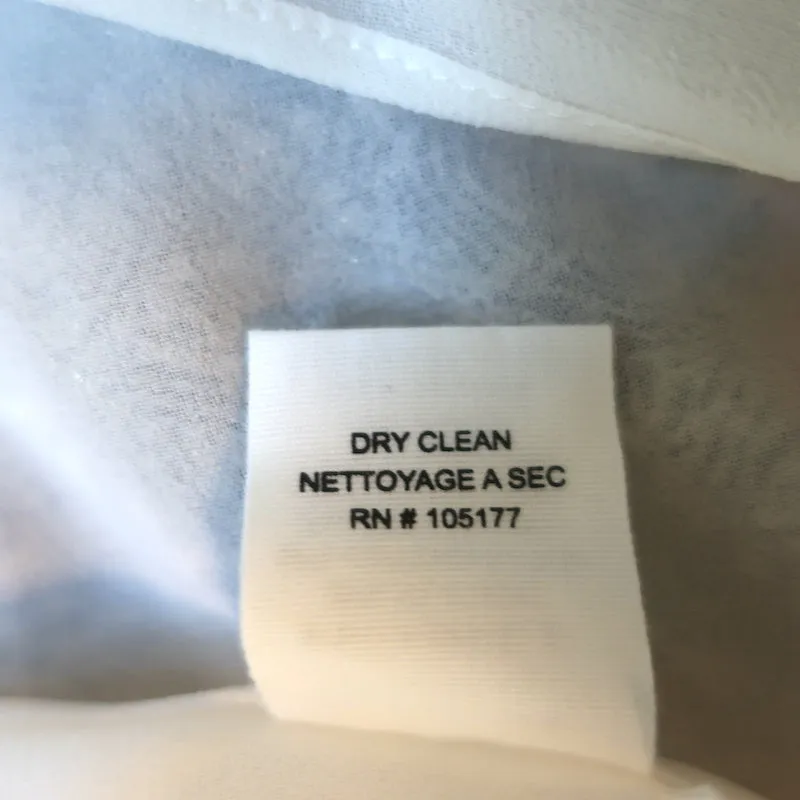 DRY CLEAN
NETTOYAGE A SEC
RN # 105177